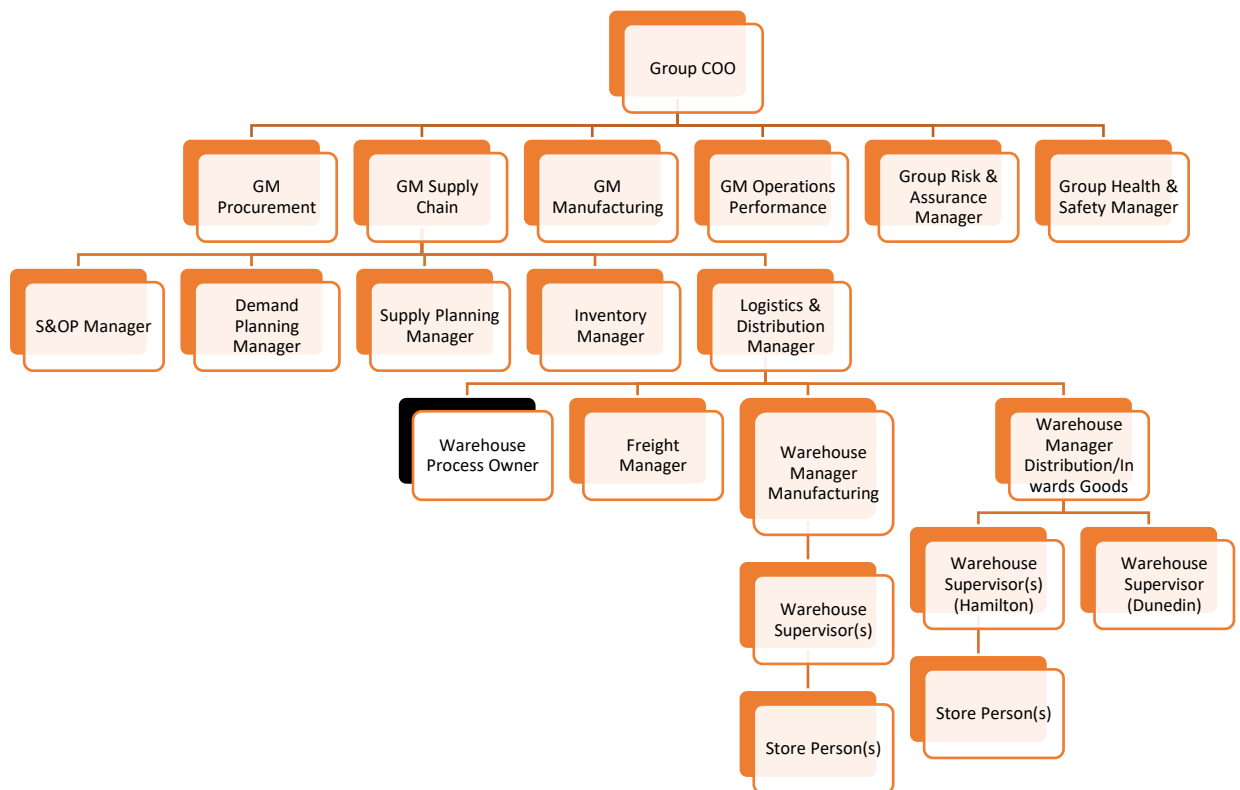 Group COO
GM
Procurement
GM Supply
Chain
GM
Manufacturing
GM Operations
Performance
Group Risk &
Assurance
Manager
Group Health &
Safety Manager
S&OP Manager
Demand
Planning
Manager
Supply Planning
Manager
Inventory
Manager
Logistics &
Distribution
Manager
Warehouse
Process Owner
Freight
Manager
Warehouse
Manager
Manufacturing
Warehouse
Manager
Distribution/In
wards Goods
Warehouse
Supervisor(s)
Warehouse
Supervisor(s)
(Hamilton)
Warehouse
Supervisor
(Dunedin)
Store Person(s)
Store Person(s)